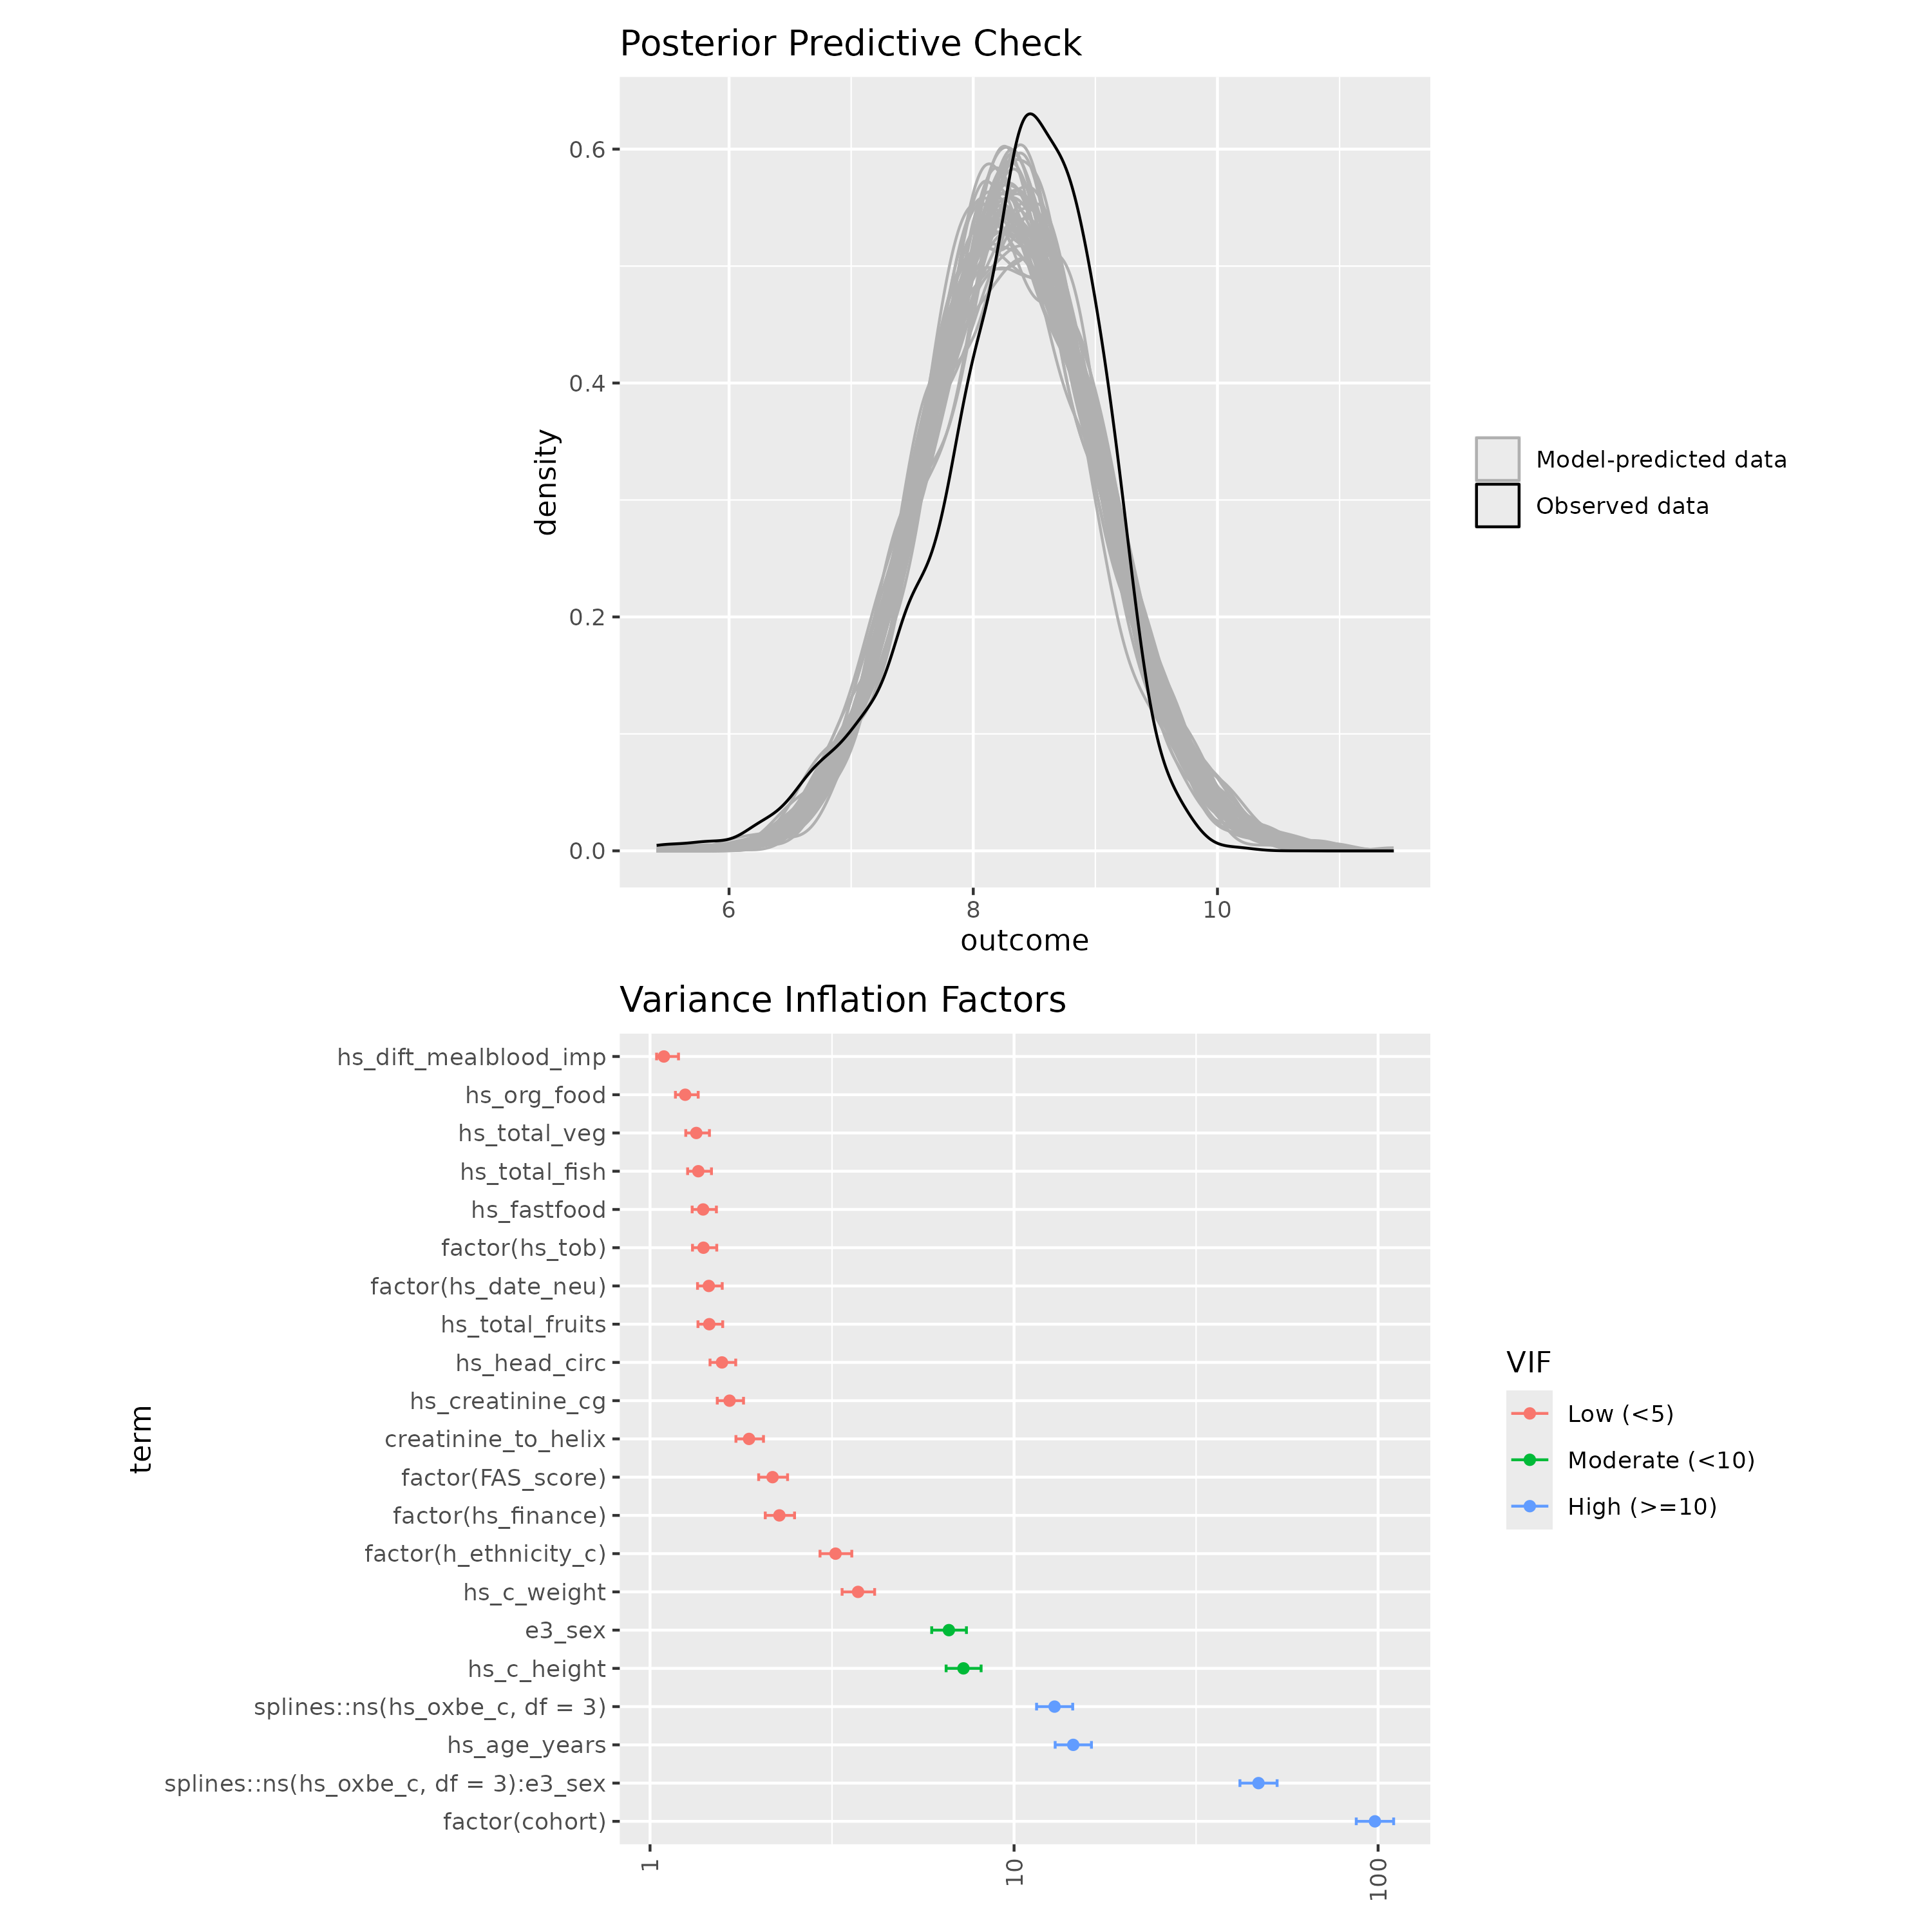 Posterior Predictive Check
0.6
0.4
0.2
0.0
density
6
8
10
outcome
Model-predicted data
Observed data
Variance Inflation Factors
term
hs_dift_mealblood_imp
hs_org_food
hs_total_veg
hs_total_fish
hs_fastfood
factor(hs_tob)
factor(hs_date_neu)
hs_total_fruits
hs_head_circ
hs_creatinine_cg
creatinine_to_helix
factor(FAS_score)
factor(hs_finance)
factor(h_ethnicity_c)
hs_c_weight
e3_sex
hs_c_height
splines::ns(hs_oxbe_c, df = 3)
hs_age_years
splines::ns(hs_oxbe_c, df = 3):e3_sex
factor(cohort)
1
10
100
VIF
Low (<5)
Moderate (<10)
High (>=10)